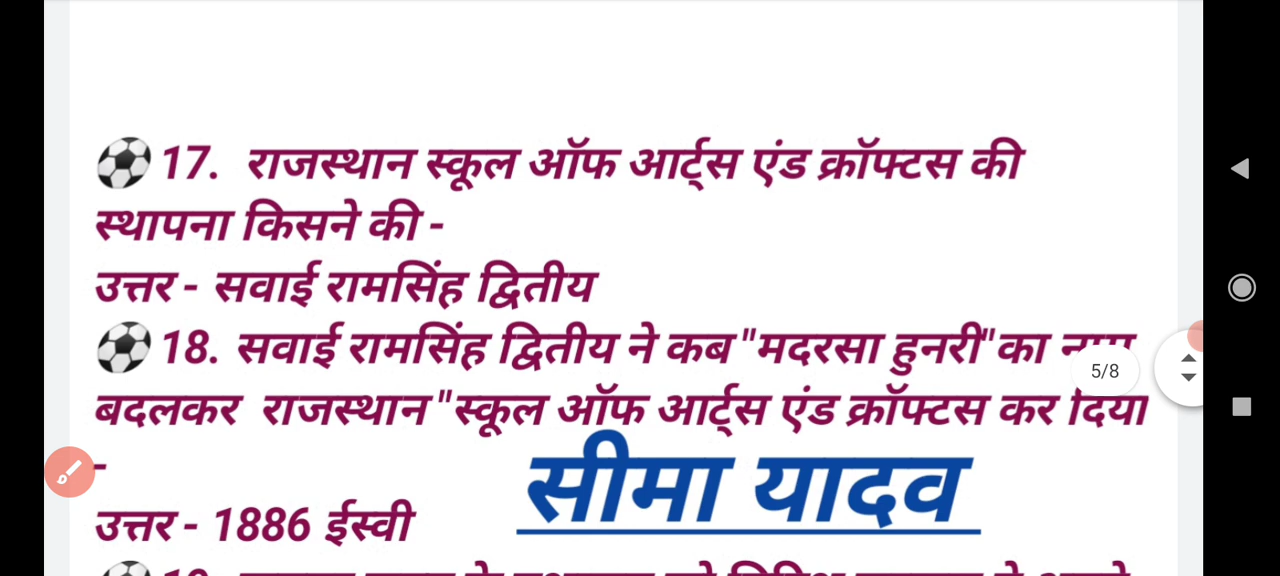 17. राजस्थान स्कूल ऑफ आर्ट्स एंड क्रॉफ्टस की
स्थापना किसने की -
उत्तर - सवाई रामसिंह द्वितीय
18. सवाई रामसिंह द्वितीय ने कब "मदरसा हुनरी" का
5/8
बदलकर राजस्थान "स्कूल ऑफ आर्ट्स एंड क्रॉफ्टस कर दिया
-
सीमा यादव
उत्तर - 1886 ईस्वी